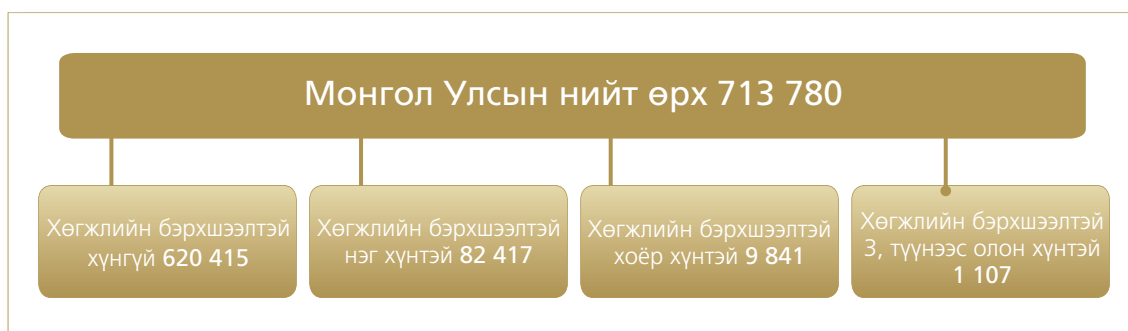 Монгол Улсын нийт өрх 713 780
Хөгжлийн бэрхшээлтэй
хүнгүй 620 415
Хөгжлийн бэрхшээлтэй
нэг хүнтэй 82 417
Хөгжлийн бэрхшээлтэй
хоёр хүнтэй 9 841
Хөгжлийн бэрхшээлтэй
3, түүнээс олон хүнтэй
1 107